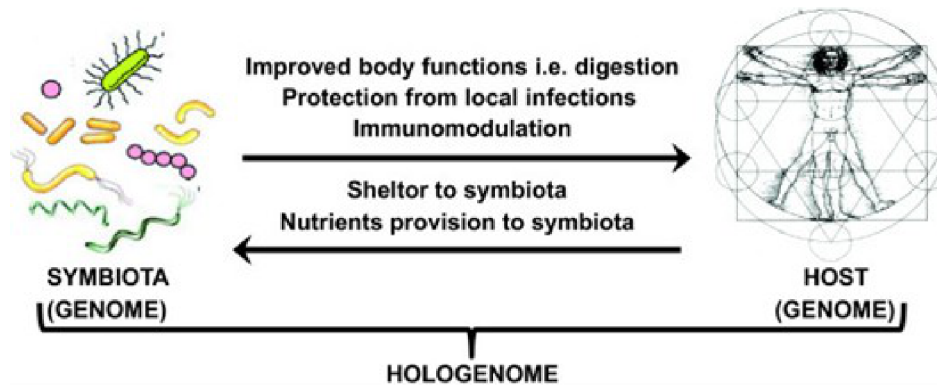 Improved body functions i.e. digestion
Protection from local infections
Immunomodulation
Sheltor to symbiota
Nutrients provision to symbiota
SYMBIOTA
(GENOME)
HOST
(GENOME)
HOLOGENOME